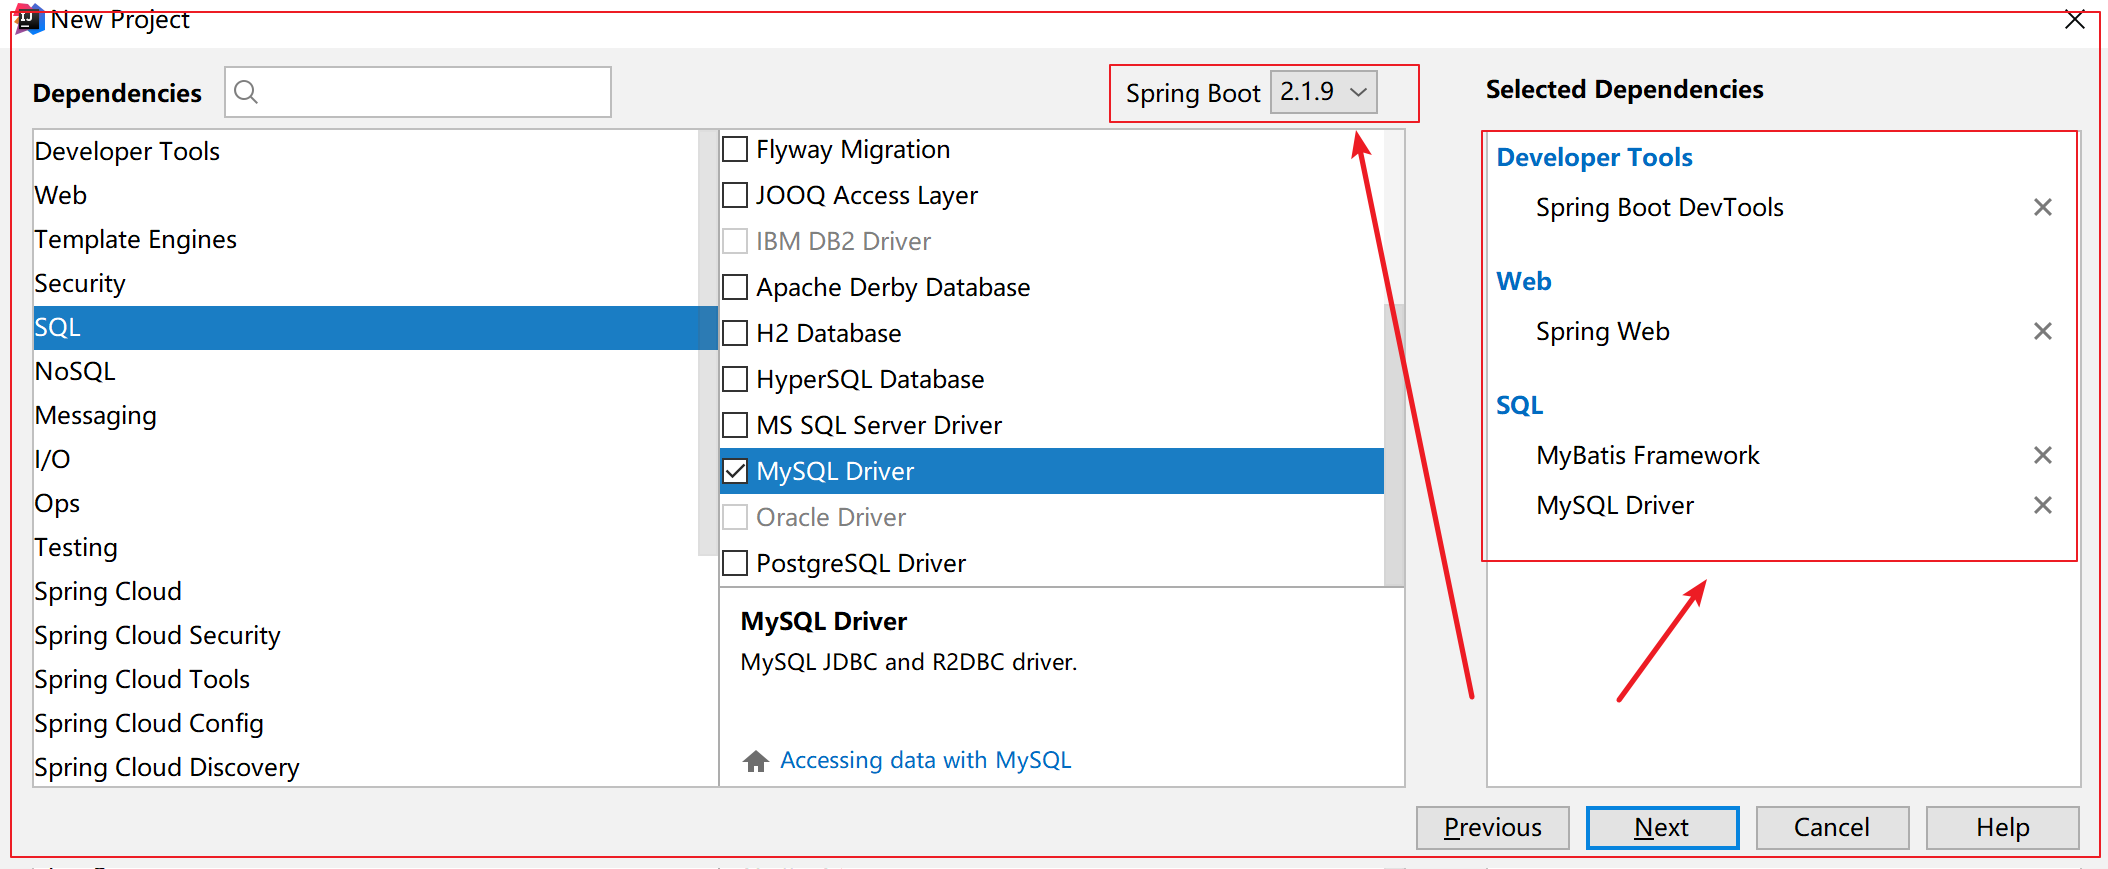 New Project
Dependencies
Spring Boot 2.1.9
Selected Dependencies
Developer Tools
Web
Template Engines
Security
SQL
NoSQL
Messaging
I/O
Ops
Testing
Spring Cloud
Spring Cloud Security
Spring Cloud Tools
Spring Cloud Config
Spring Cloud Discovery
Flyway Migration
JOOQ Access Layer
IBM DB2 Driver
Apache Derby Database
H2 Database
HyperSQL Database
MS SQL Server Driver
MySQL Driver
Oracle Driver
PostgreSQL Driver
MySQL Driver
MySQL JDBC and R2DBC driver.
Accessing data with MySQL
Developer Tools
Spring Boot DevTools
Web
Spring Web
SQL
MyBatis Framework
MySQL Driver
Previous
Next
Cancel
Help